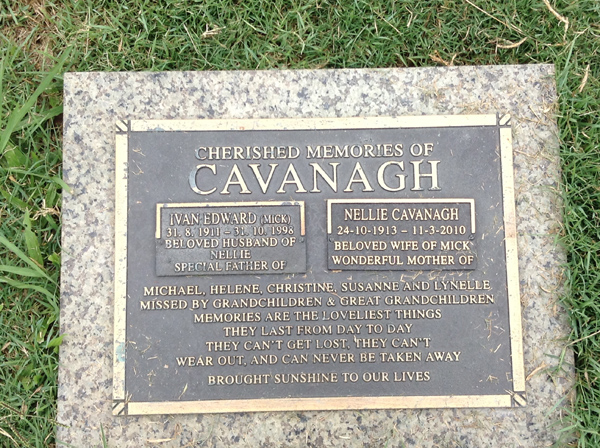 CHERISHED MEMORIES OF
CAVANAGH
IVAN EDWARD (MICK)
31. 8. 1911 – 31. 10. 1996
BELOVED HUSBAND OF
NELLIE
SPECIAL FATHER OF
NELLIE CAVANAGH
24-10-1913 – 11-3-2010
BELOVED WIFE OF MICK
WONDERFUL MOTHER OF
MICHAEL, HELENE, CHRISTINE, SUSANNE AND LYNELLE
MISSED BY GRANDCHILDREN & GREAT GRANDCHILDREN
MEMORIES ARE THE LOVELIEST THINGS
THEY LAST FROM DAY TO DAY
THEY CAN'T GET LOST, THEY CAN'T
WEAR OUT, AND CAN NEVER BE TAKEN AWAY
BROUGHT SUNSHINE TO OUR LIVES